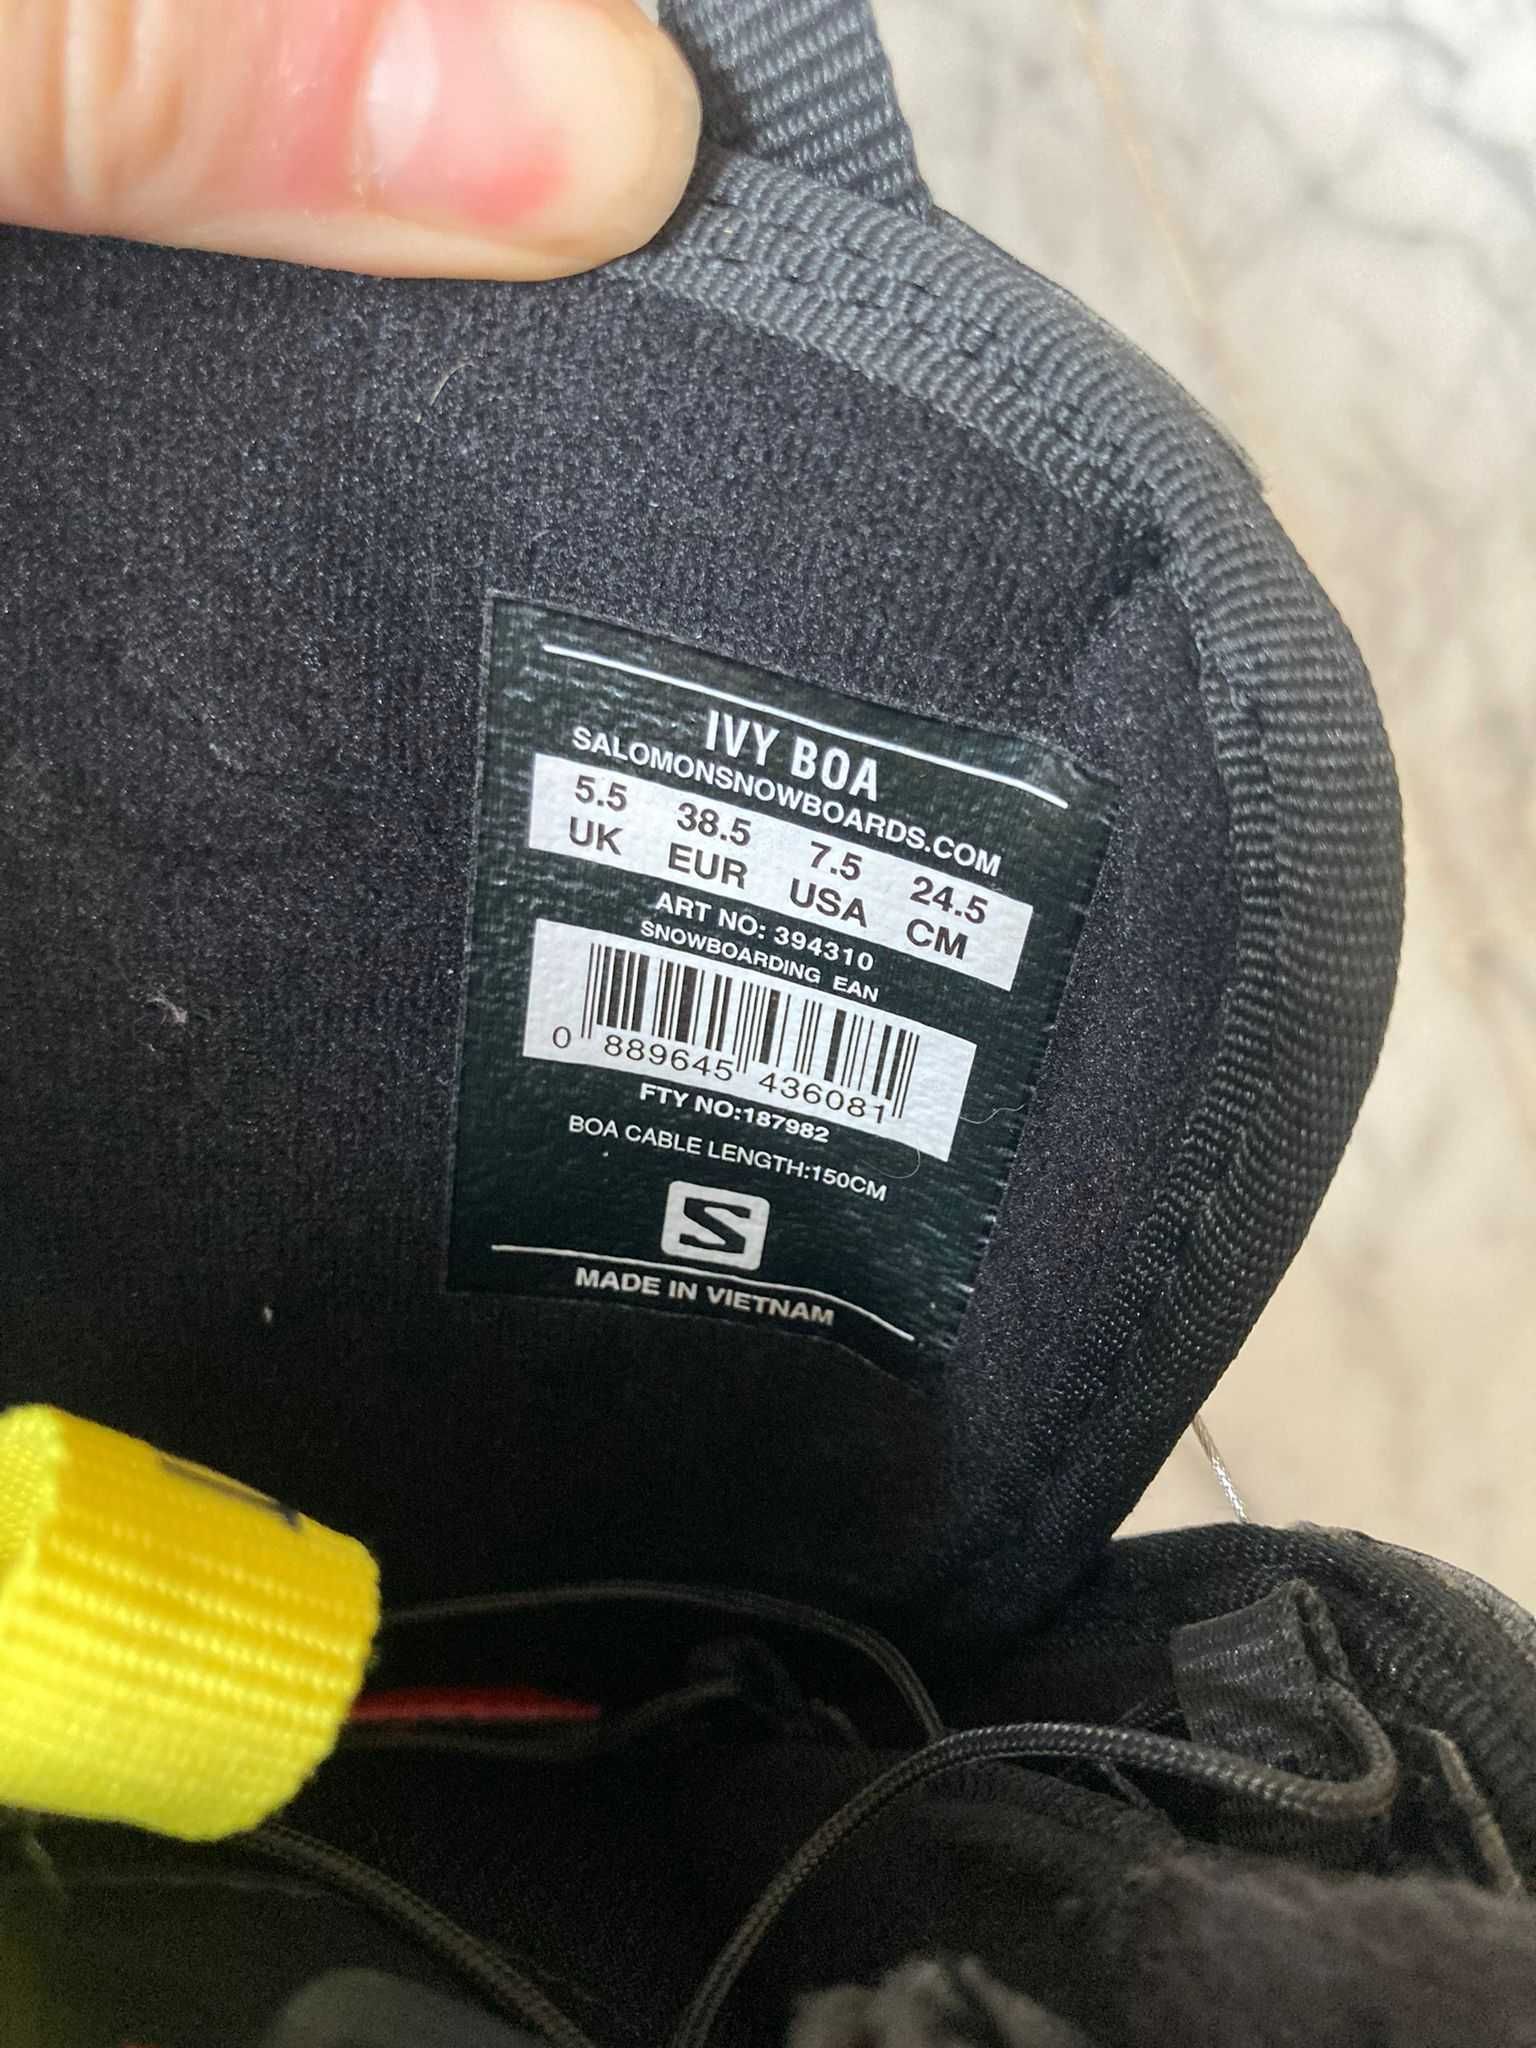 IVY BOA
SALOMONSNOWBOARDS.COM
5.5 38.5 7.5 24.5
UK EUR USA CM
ART NO: 394310
SNOWBOARDING EAN
0 889645 436081
FTY NO:187982
BOA CABLE LENGTH:150CM
S
MADE IN VIETNAM